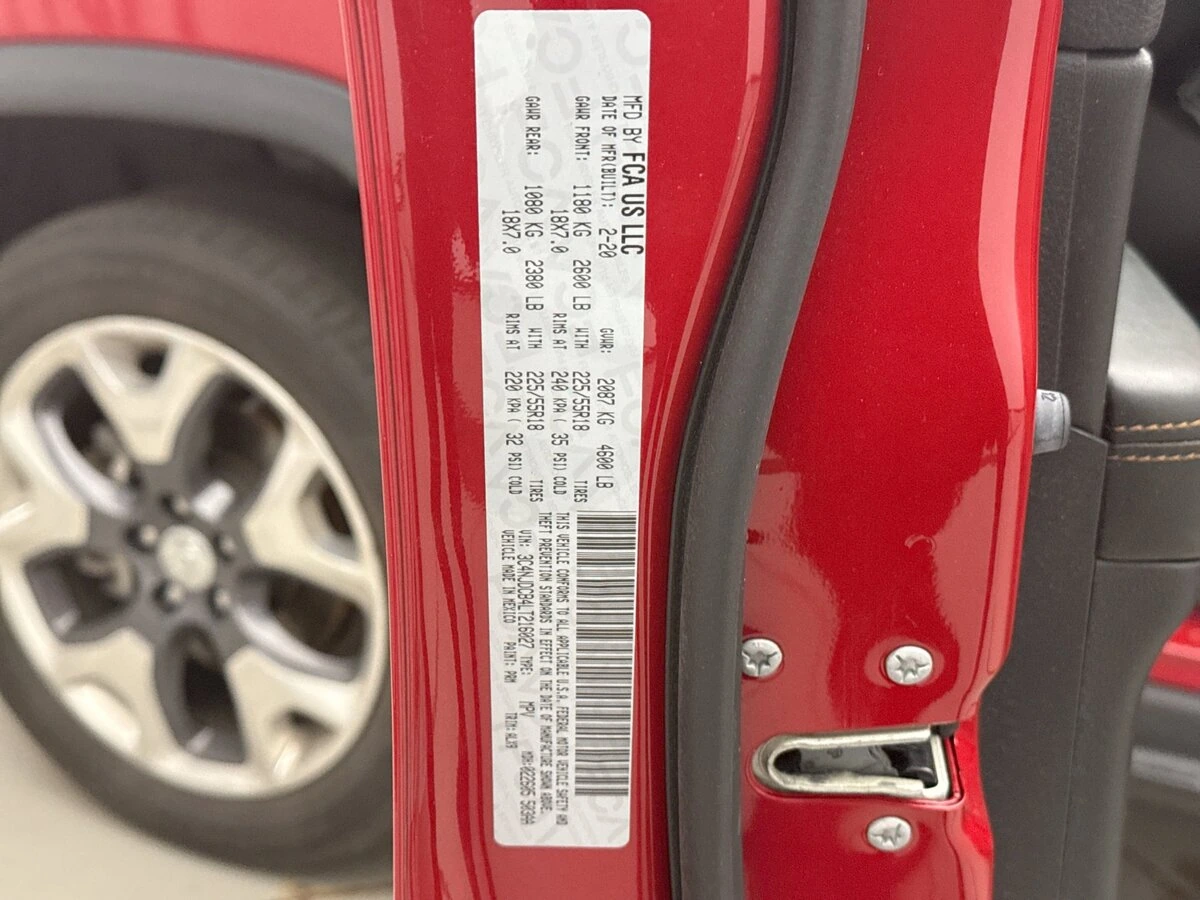 MFD BY FCA US LLC
DATE OF MFR(BUILT): 2-20 GVWR: 2087 KG 4600 LB
GAWR FRONT: 1180 KG 2600 LB WITH 225/55R18 TIRES
18X7.0 RIMS AT 240 KPA ( 35 PSI) COLD
GAWR REAR: 1080 KG 2380 LB WITH 225/55R18 TIRES
18X7.0 RIMS AT 220 KPA ( 32 PSI) COLD
THIS VEHICLE CONFORMS TO ALL APPLICABLE U.S.A. FEDERAL MOTOR VEHICLE SAFETY AND
THEFT PREVENTION STANDARDS IN EFFECT ON THE DATE OF MANUFACTURE SHOWN ABOVE.
VIN: 3C4NJDCB4LT216027 TYPE: MPV
VEHICLE MADE IN MEXICO PAINT: PRM TRIM: ALX9